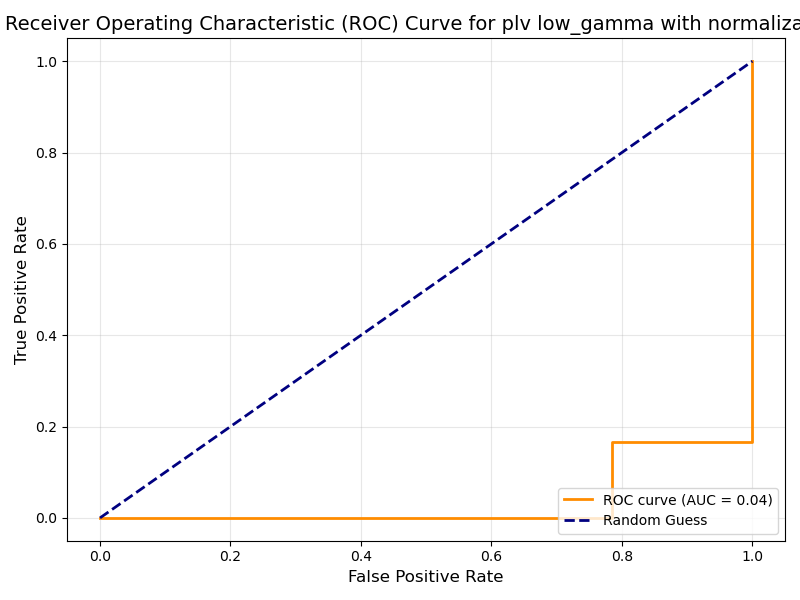 Receiver Operating Characteristic (ROC) Curve for plv low_gamma with normaliza
1.0
0.8
0.6
0.4
0.2
0.0
True Positive Rate
ROC curve (AUC = 0.04)
Random Guess
0.0 0.2 0.4 0.6 0.8 1.0
False Positive Rate